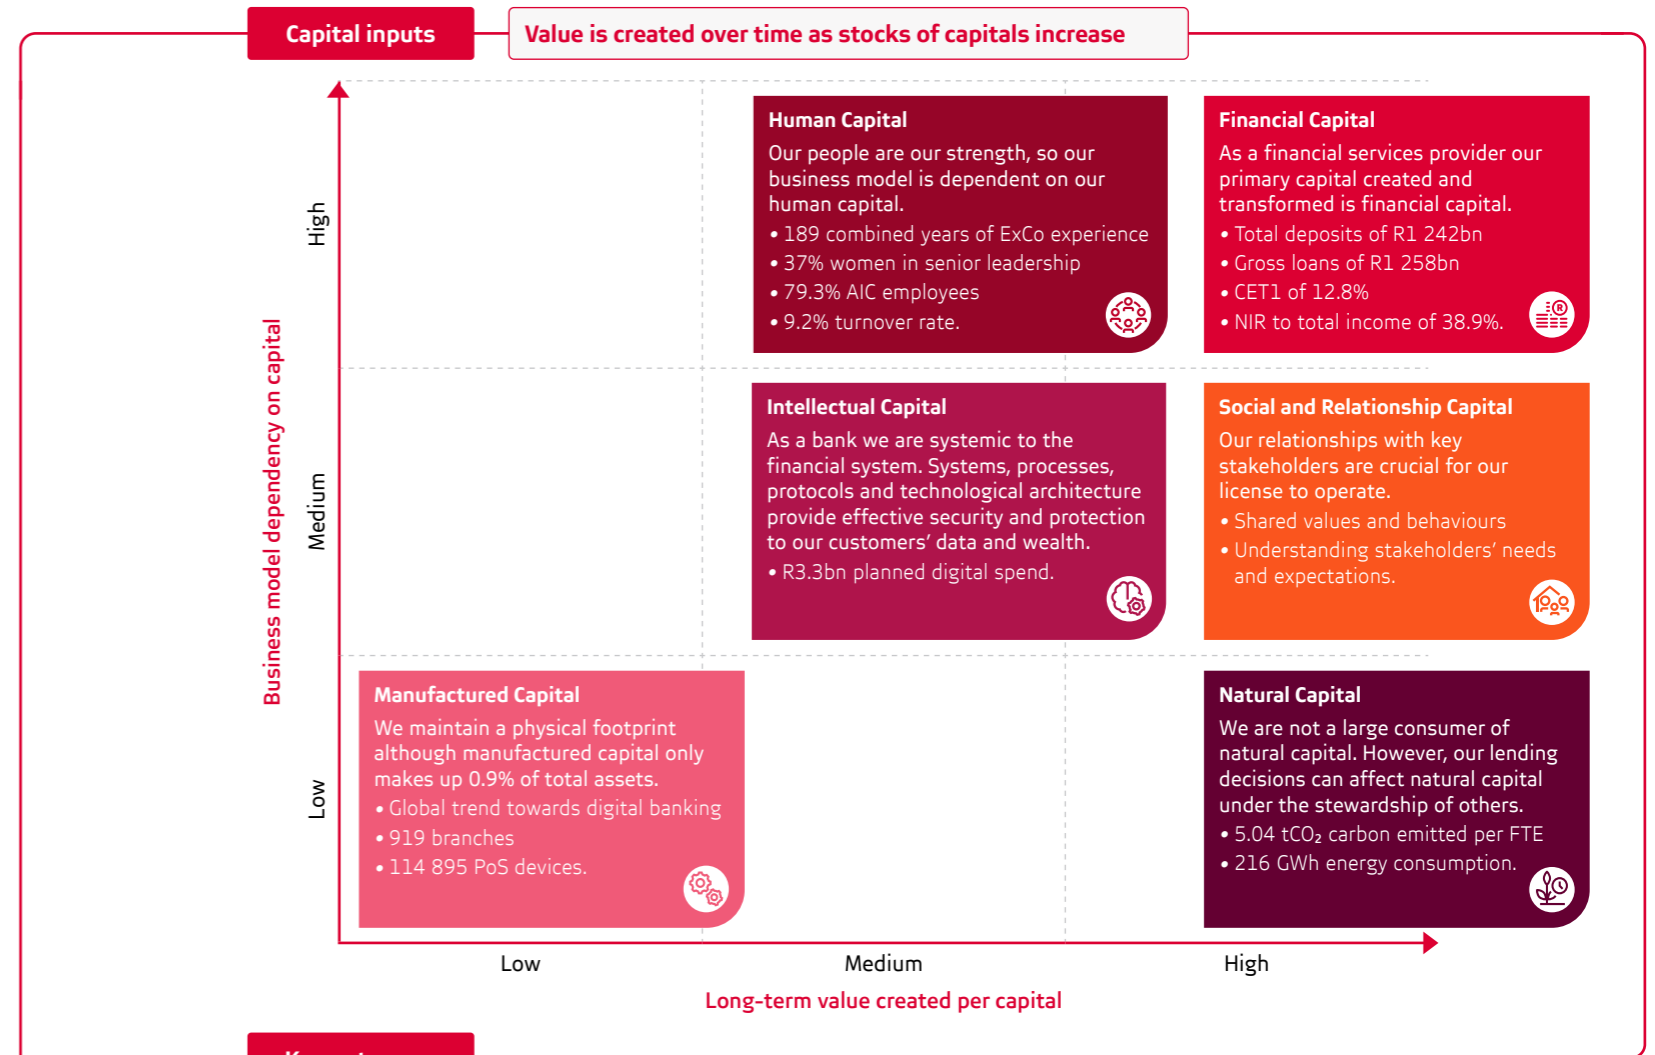 Capital inputs
Value is created over time as stocks of capitals increase
Business model dependency on capital
High
Medium
Low
Human Capital
Our people are our strength, so our
business model is dependent on our
human capital.
• 189 combined years of ExCo experience
• 37% women in senior leadership
• 79.3% AIC employees
• 9.2% turnover rate.
Financial Capital
As a financial services provider our
primary capital created and
transformed is financial capital.
• Total deposits of R1 242bn
• Gross loans of R1 258bn
• CET1 of 12.8%
• NIR to total income of 38.9%.
Intellectual Capital
As a bank we are systemic to the
financial system. Systems, processes,
protocols and technological architecture
provide effective security and protection
to our customers’ data and wealth.
• R3.3bn planned digital spend.
Social and Relationship Capital
Our relationships with key
stakeholders are crucial for our
license to operate.
• Shared values and behaviours
• Understanding stakeholders’ needs
and expectations.
Manufactured Capital
We maintain a physical footprint
although manufactured capital only
makes up 0.9% of total assets.
• Global trend towards digital banking
• 919 branches
• 114 895 PoS devices.
Natural Capital
We are not a large consumer of
natural capital. However, our lending
decisions can affect natural capital
under the stewardship of others.
• 5.04 tCO₂ carbon emitted per FTE
• 216 GWh energy consumption.
Low
Medium
High
Long-term value created per capital